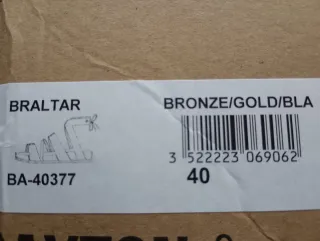 BRALTAR
BRONZE/GOLD/BLA
3 522223 069062
BA-40377
40